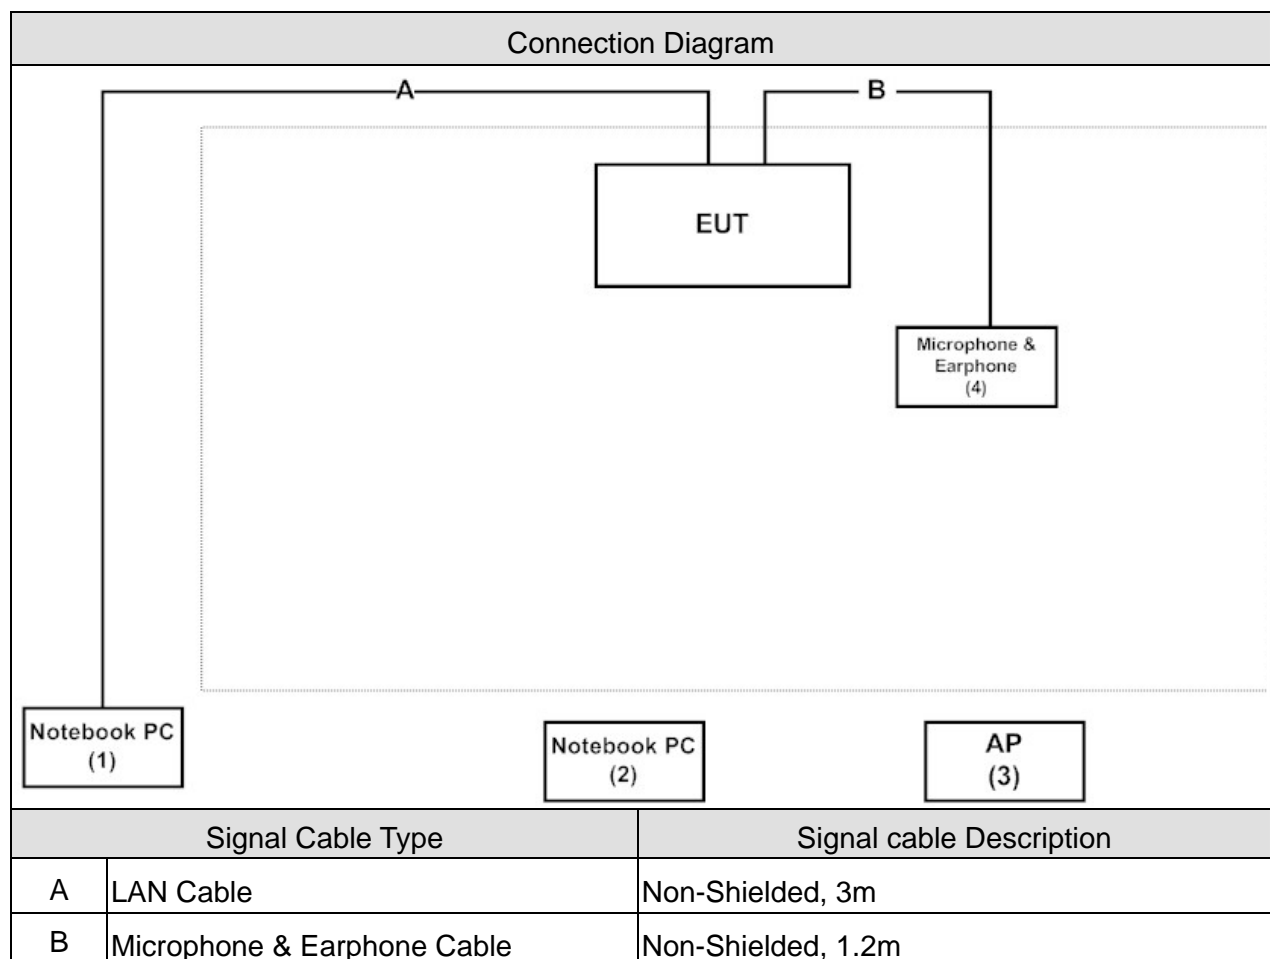 Connection Diagram
A
B
EUT
Microphone &
Earphone
(4)
Notebook PC
(1)
Notebook PC
(2)
AP
(3)
Signal Cable Type Signal cable Description
A LAN Cable Non-Shielded, 3m
B Microphone & Earphone Cable Non-Shielded, 1.2m